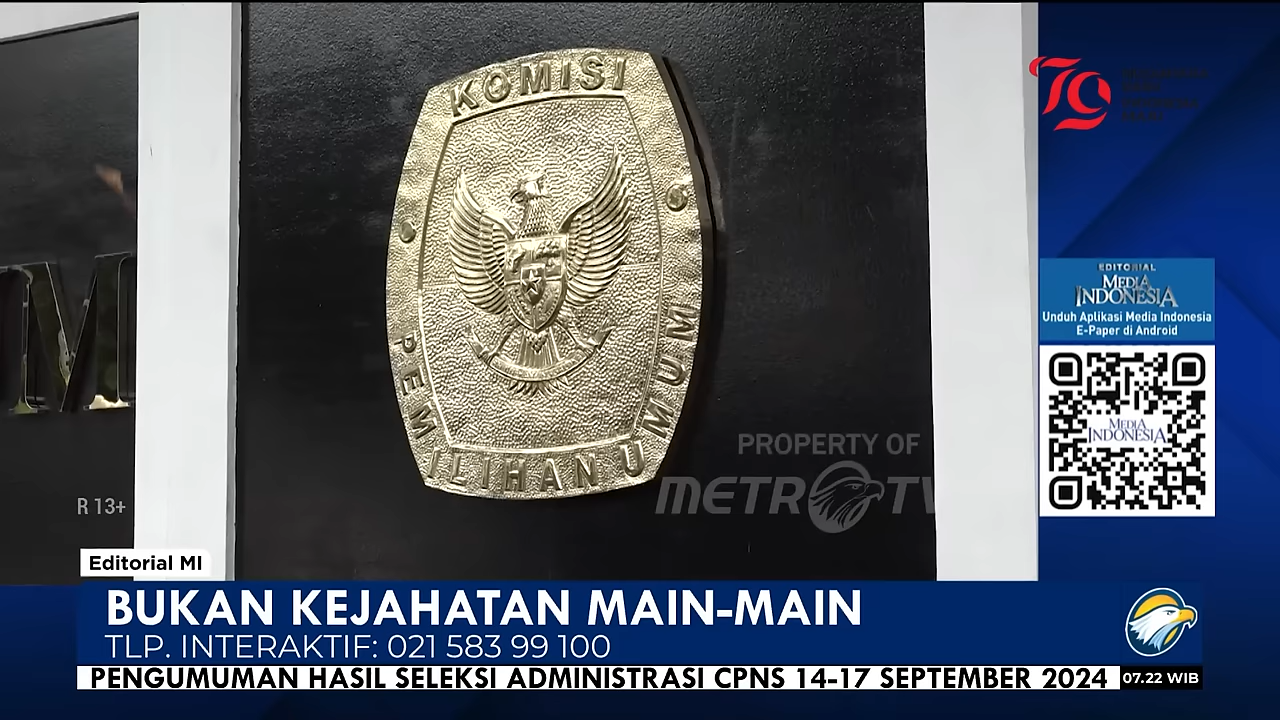 KOMISI
PEMILIHAN UMUM
M
79
EDITORIAL
MEDIA
INDONESIA
Unduh Aplikasi Media Indonesia
E-Paper di Android
MEDIA
INDONESIA
PROPERTY OF
METRO TV
R 13+
Editorial MI
BUKAN KEJAHATAN MAIN-MAIN
TLP. INTERAKTIF: 021 583 99 100
PENGUMUMAN HASIL SELEKSI ADMINISTRASI CPNS 14-17 SEPTEMBER 2024
07.22 WIB